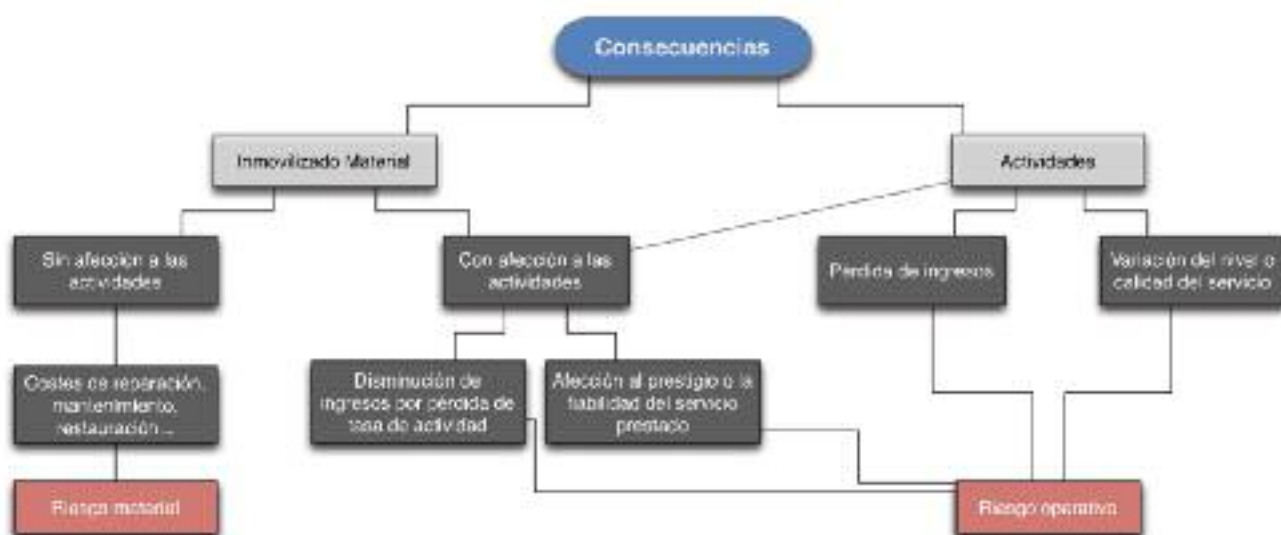 Consecuencias
Inmovilizado Material
Actividades
Sin afección a las
actividades
Con afección a las
actividades
Pérdida de ingresos
Variación del nivel o
calidad del servicio
Costes de reparación,
mantenimiento,
restauración ...
Disminución de
ingresos por pérdida de
tasa de actividad
Afección al prestigio o la
fiabilidad del servicio
prestado
Riesgo material
Riesgo operativo